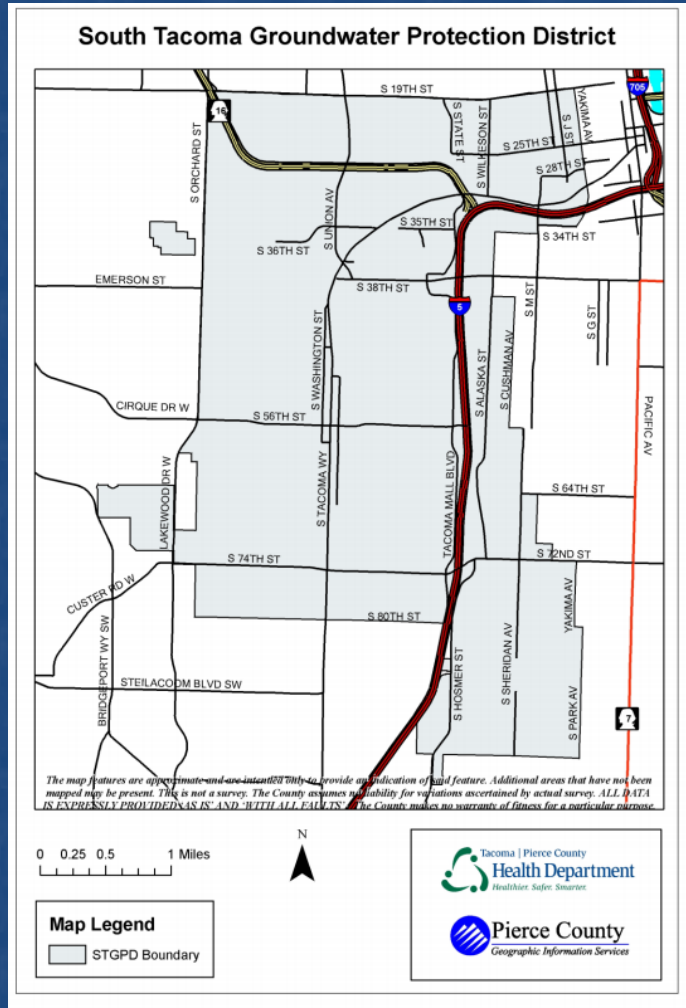 South Tacoma Groundwater Protection District
S 19TH ST
705
16
S STATE ST
S WILKESON ST
S J ST
YAKIMA AV
S 25TH ST
S 28TH ST
S ORCHARD ST
S UNION AV
S 35TH ST
S 36TH ST
S 34TH ST
EMERSON ST
S 38TH ST
5
S M ST
S G ST
S WASHINGTON ST
S ALASKA ST
S CUSHMAN AV
PACIFIC AV
CIRQUE DR W
S 56TH ST
LAKEWOOD DR W
S TACOMA WY
TACOMA MALL BLVD
S 64TH ST
S 74TH ST
S 72ND ST
CUSTER RD W
YAKIMA AV
S 80TH ST
BRIDGEPORT WY SW
STEILACOOM BLVD SW
S HOSMER ST
S SHERIDAN AV
S PARK AV
7
The map features are approximate and are intended only to provide an indication of said feature. Additional areas that have not been
mapped may be present. This is not a survey. The County assumes no liability for variations ascertained by actual survey. ALL DATA
IS EXPRESSLY PROVIDED 'AS IS' AND 'WITH ALL FAULTS'. The County makes no warranty of fitness for a particular purpose.
N
0 0.25 0.5 1 Miles
Map Legend
STGPD Boundary
Tacoma | Pierce County
Health Department
Healthier. Safer. Smarter.
Pierce County
Geographic Information Services